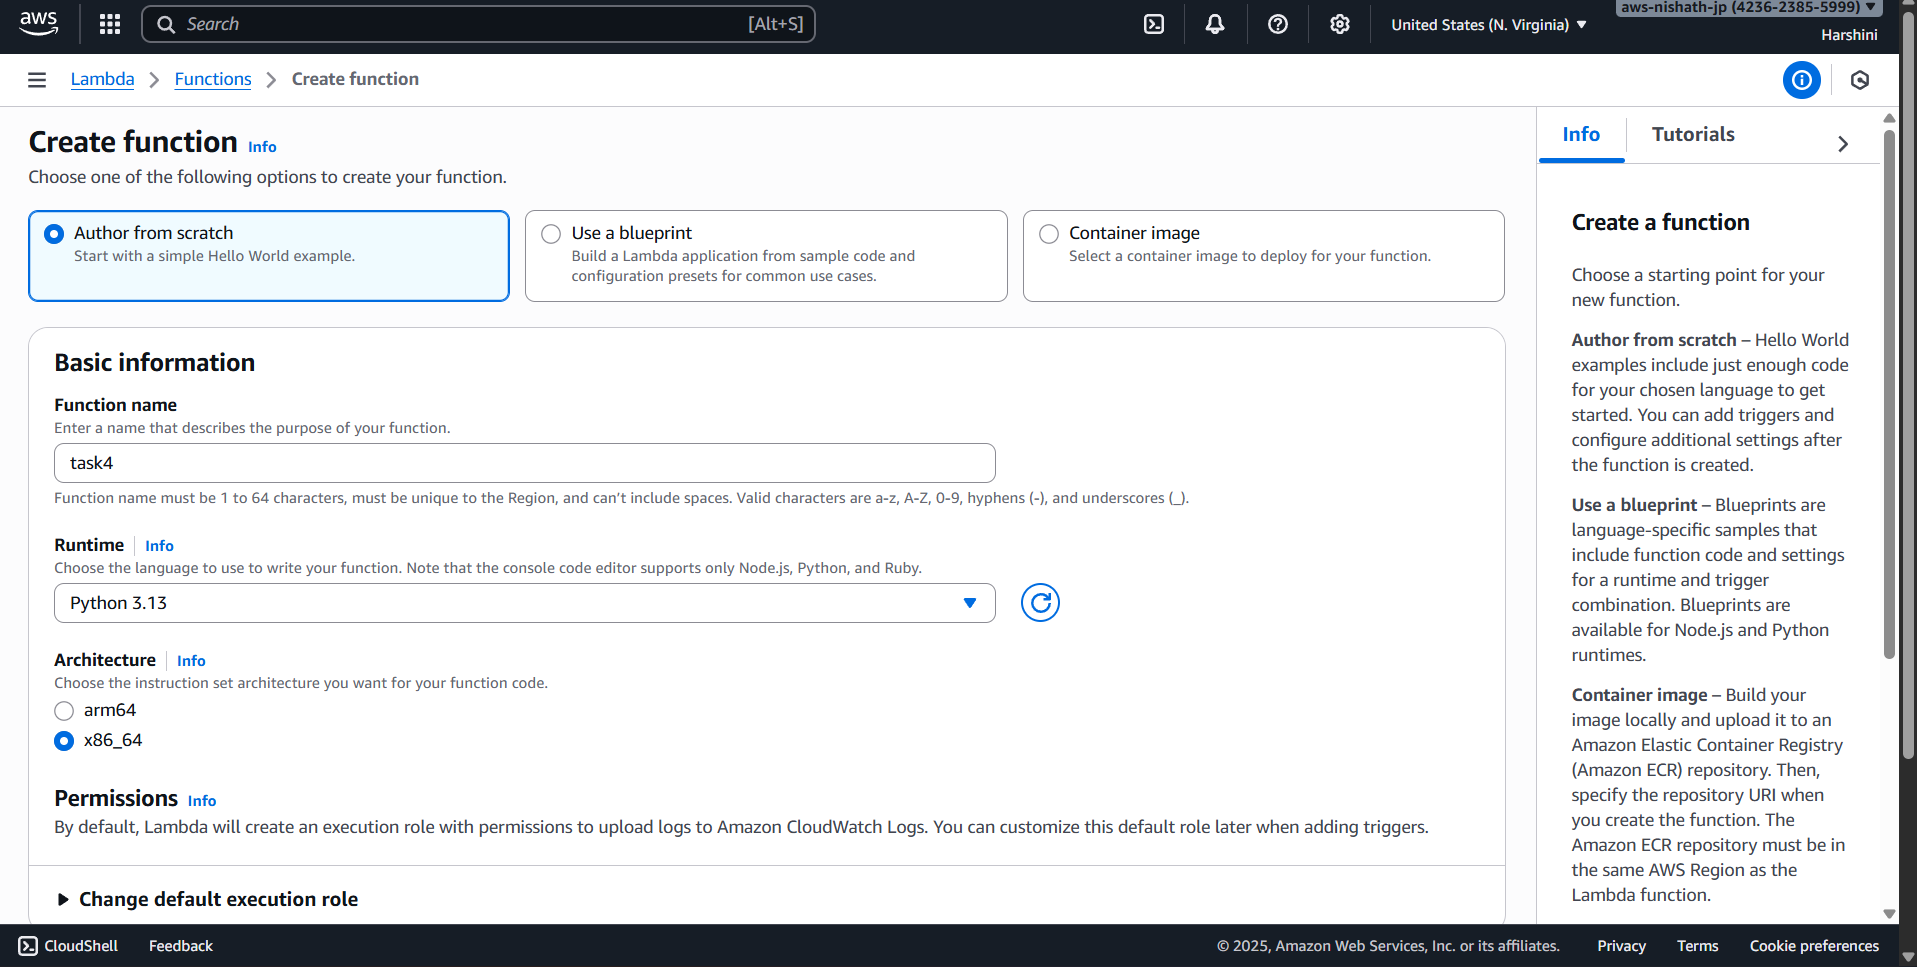 aws
Search
[Alt+S]
United States (N. Virginia)
aws-nishath-jp (4236-2385-5999)
Harshini
Lambda
Functions
Create function
Create function Info
Choose one of the following options to create your function.
Author from scratch
Start with a simple Hello World example.
Use a blueprint
Build a Lambda application from sample code and
configuration presets for common use cases.
Container image
Select a container image to deploy for your function.
Basic information
Function name
Enter a name that describes the purpose of your function.
task4
Function name must be 1 to 64 characters, must be unique to the Region, and can’t include spaces. Valid characters are a-z, A-Z, 0-9, hyphens (-), and underscores (_).
Runtime Info
Choose the language to use to write your function. Note that the console code editor supports only Node.js, Python, and Ruby.
Python 3.13
Architecture Info
Choose the instruction set architecture you want for your function code.
arm64
x86_64
Permissions Info
By default, Lambda will create an execution role with permissions to upload logs to Amazon CloudWatch Logs. You can customize this default role later when adding triggers.
Change default execution role
Info
Tutorials
Create a function
Choose a starting point for your
new function.
Author from scratch – Hello World
examples include just enough code
for your chosen language to get
started. You can add triggers and
configure additional settings after
the function is created.
Use a blueprint – Blueprints are
language-specific samples that
include function code and settings
for a runtime and trigger
combination. Blueprints are
available for Node.js and Python
runtimes.
Container image – Build your
image locally and upload it to an
Amazon Elastic Container Registry
(Amazon ECR) repository. Then,
specify the repository URI when
you create the function. The
Amazon ECR repository must be in
the same AWS Region as the
Lambda function.
CloudShell
Feedback
© 2025, Amazon Web Services, Inc. or its affiliates.
Privacy
Terms
Cookie preferences